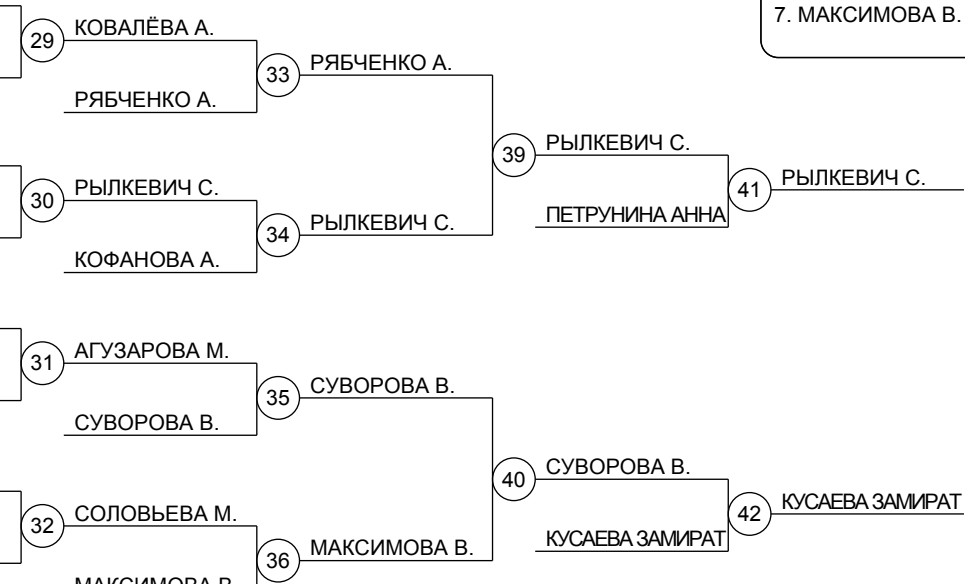 7. МАКСИМОВА В.
29 КОВАЛЁВА А.
33 РЯБЧЕНКО А.
РЯБЧЕНКО А.
39 РЫЛКЕВИЧ С.
30 РЫЛКЕВИЧ С.
41 РЫЛКЕВИЧ С.
ПЕТРУНИНА АННА
34 РЫЛКЕВИЧ С.
КОФАНОВА А.
31 АГУЗАРОВА М.
35 СУВОРОВА В.
СУВОРОВА В.
40 СУВОРОВА В.
32 СОЛОВЬЕВА М.
42 КУСАЕВА ЗАМИРАТ
КУСАЕВА ЗАМИРАТ
36 МАКСИМОВА В.
МАКСИМОВА В.